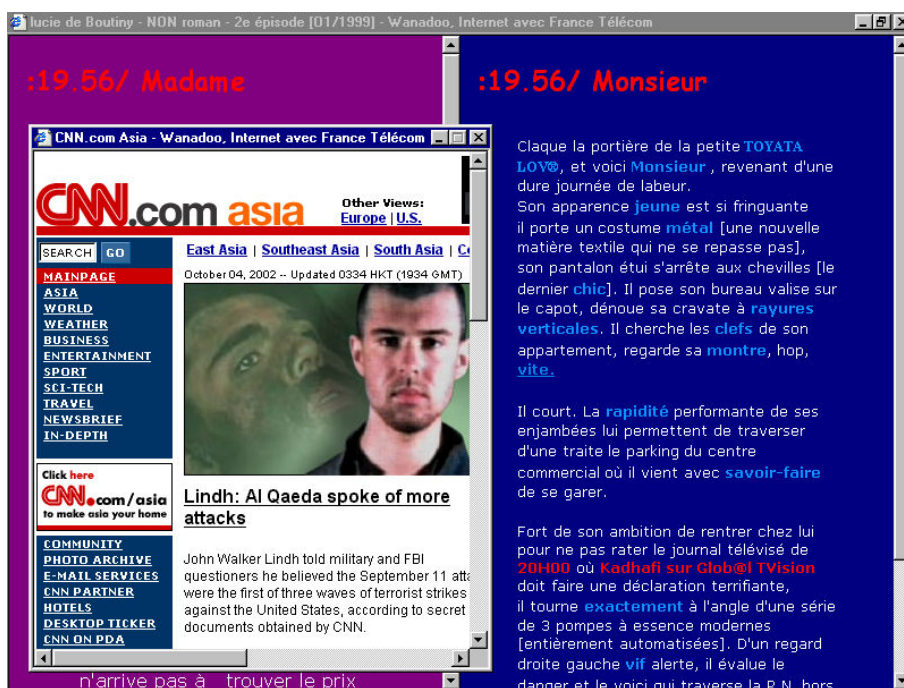 lucie de Boutiny - NON roman - 2e épisode [01/1999] - Wanadoo, Internet avec France Télécom
:19.56/ Madame
CNN.com Asia - Wanadoo, Internet avec France Télécom
CNN.com asia
Other Views:
Europe | U.S.
SEARCH GO
East Asia | Southeast Asia | South Asia |
October 04, 2002 -- Updated 0334 HKT (1934 GMT)
MAINPAGE
ASIA
WORLD
WEATHER
BUSINESS
ENTERTAINMENT
SPORT
SCI-TECH
TRAVEL
NEWSBRIEF
IN-DEPTH
Click here
CNN.com/asia
to make asia your home
COMMUNITY
PHOTO ARCHIVE
E-MAIL SERVICES
CNN PARTNER
HOTELS
DESKTOP TICKER
CNN ON PDA
Lindh: Al Qaeda spoke of more
attacks
John Walker Lindh told military and FBI
questioners he believed the September 11 atta
were the first of three waves of terrorist strikes
against the United States, according to secret
documents obtained by CNN.
n'arrive pas à trouver le prix
:19.56/ Monsieur
Claque la portière de la petite TOYATA
LOV®, et voici Monsieur , revenant d'une
dure journée de labeur.
Son apparence jeune est si fringuante
il porte un costume métal [une nouvelle
matière textile qui ne se repasse pas],
son pantalon étui s'arrête aux chevilles [le
dernier chic]. Il pose son bureau valise sur
le capot, dénoue sa cravate à rayures
verticales. Il cherche les clefs de son
appartement, regarde sa montre, hop,
vite.
Il court. La rapidité performante de ses
enjambées lui permettent de traverser
d'une traite le parking du centre
commercial où il vient avec savoir-faire
de se garer.
Fort de son ambition de rentrer chez lui
pour ne pas rater le journal télévisé de
20H00 où Kadhafi sur Glob@l TVision
doit faire une déclaration terrifiante,
il tourne exactement à l'angle d'une série
de 3 pompes à essence modernes
[entièrement automatisées]. D'un regard
droite gauche vif alerte, il évalue le
danger et le voici qui traverse la R.N. hors